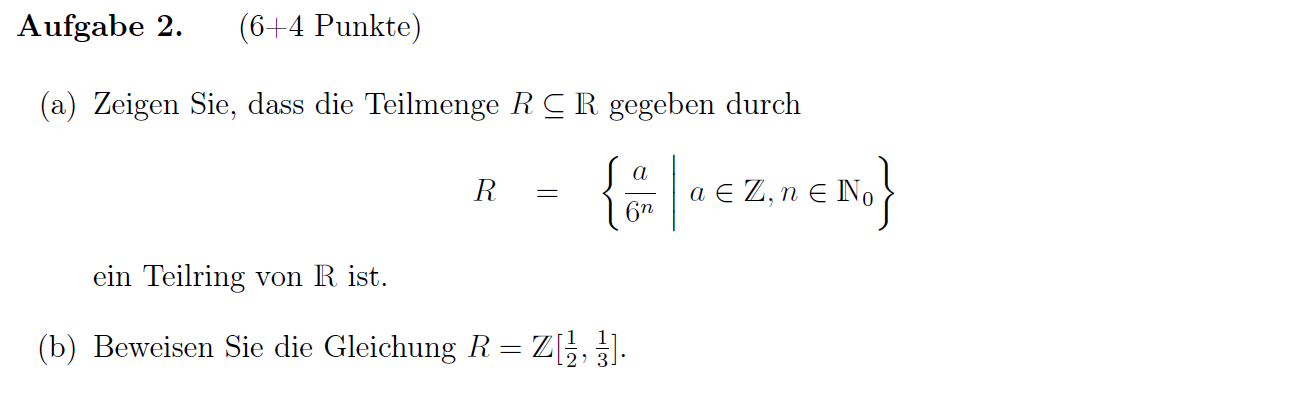 Aufgabe 2. (6+4 Punkte)
(a) Zeigen Sie, dass die Teilmenge R ⊆ ℝ gegeben durch
R = { a/6ⁿ | a ∈ ℤ, n ∈ ℕ₀ }
ein Teilring von ℝ ist.
(b) Beweisen Sie die Gleichung R = ℤ[1/2, 1/3].